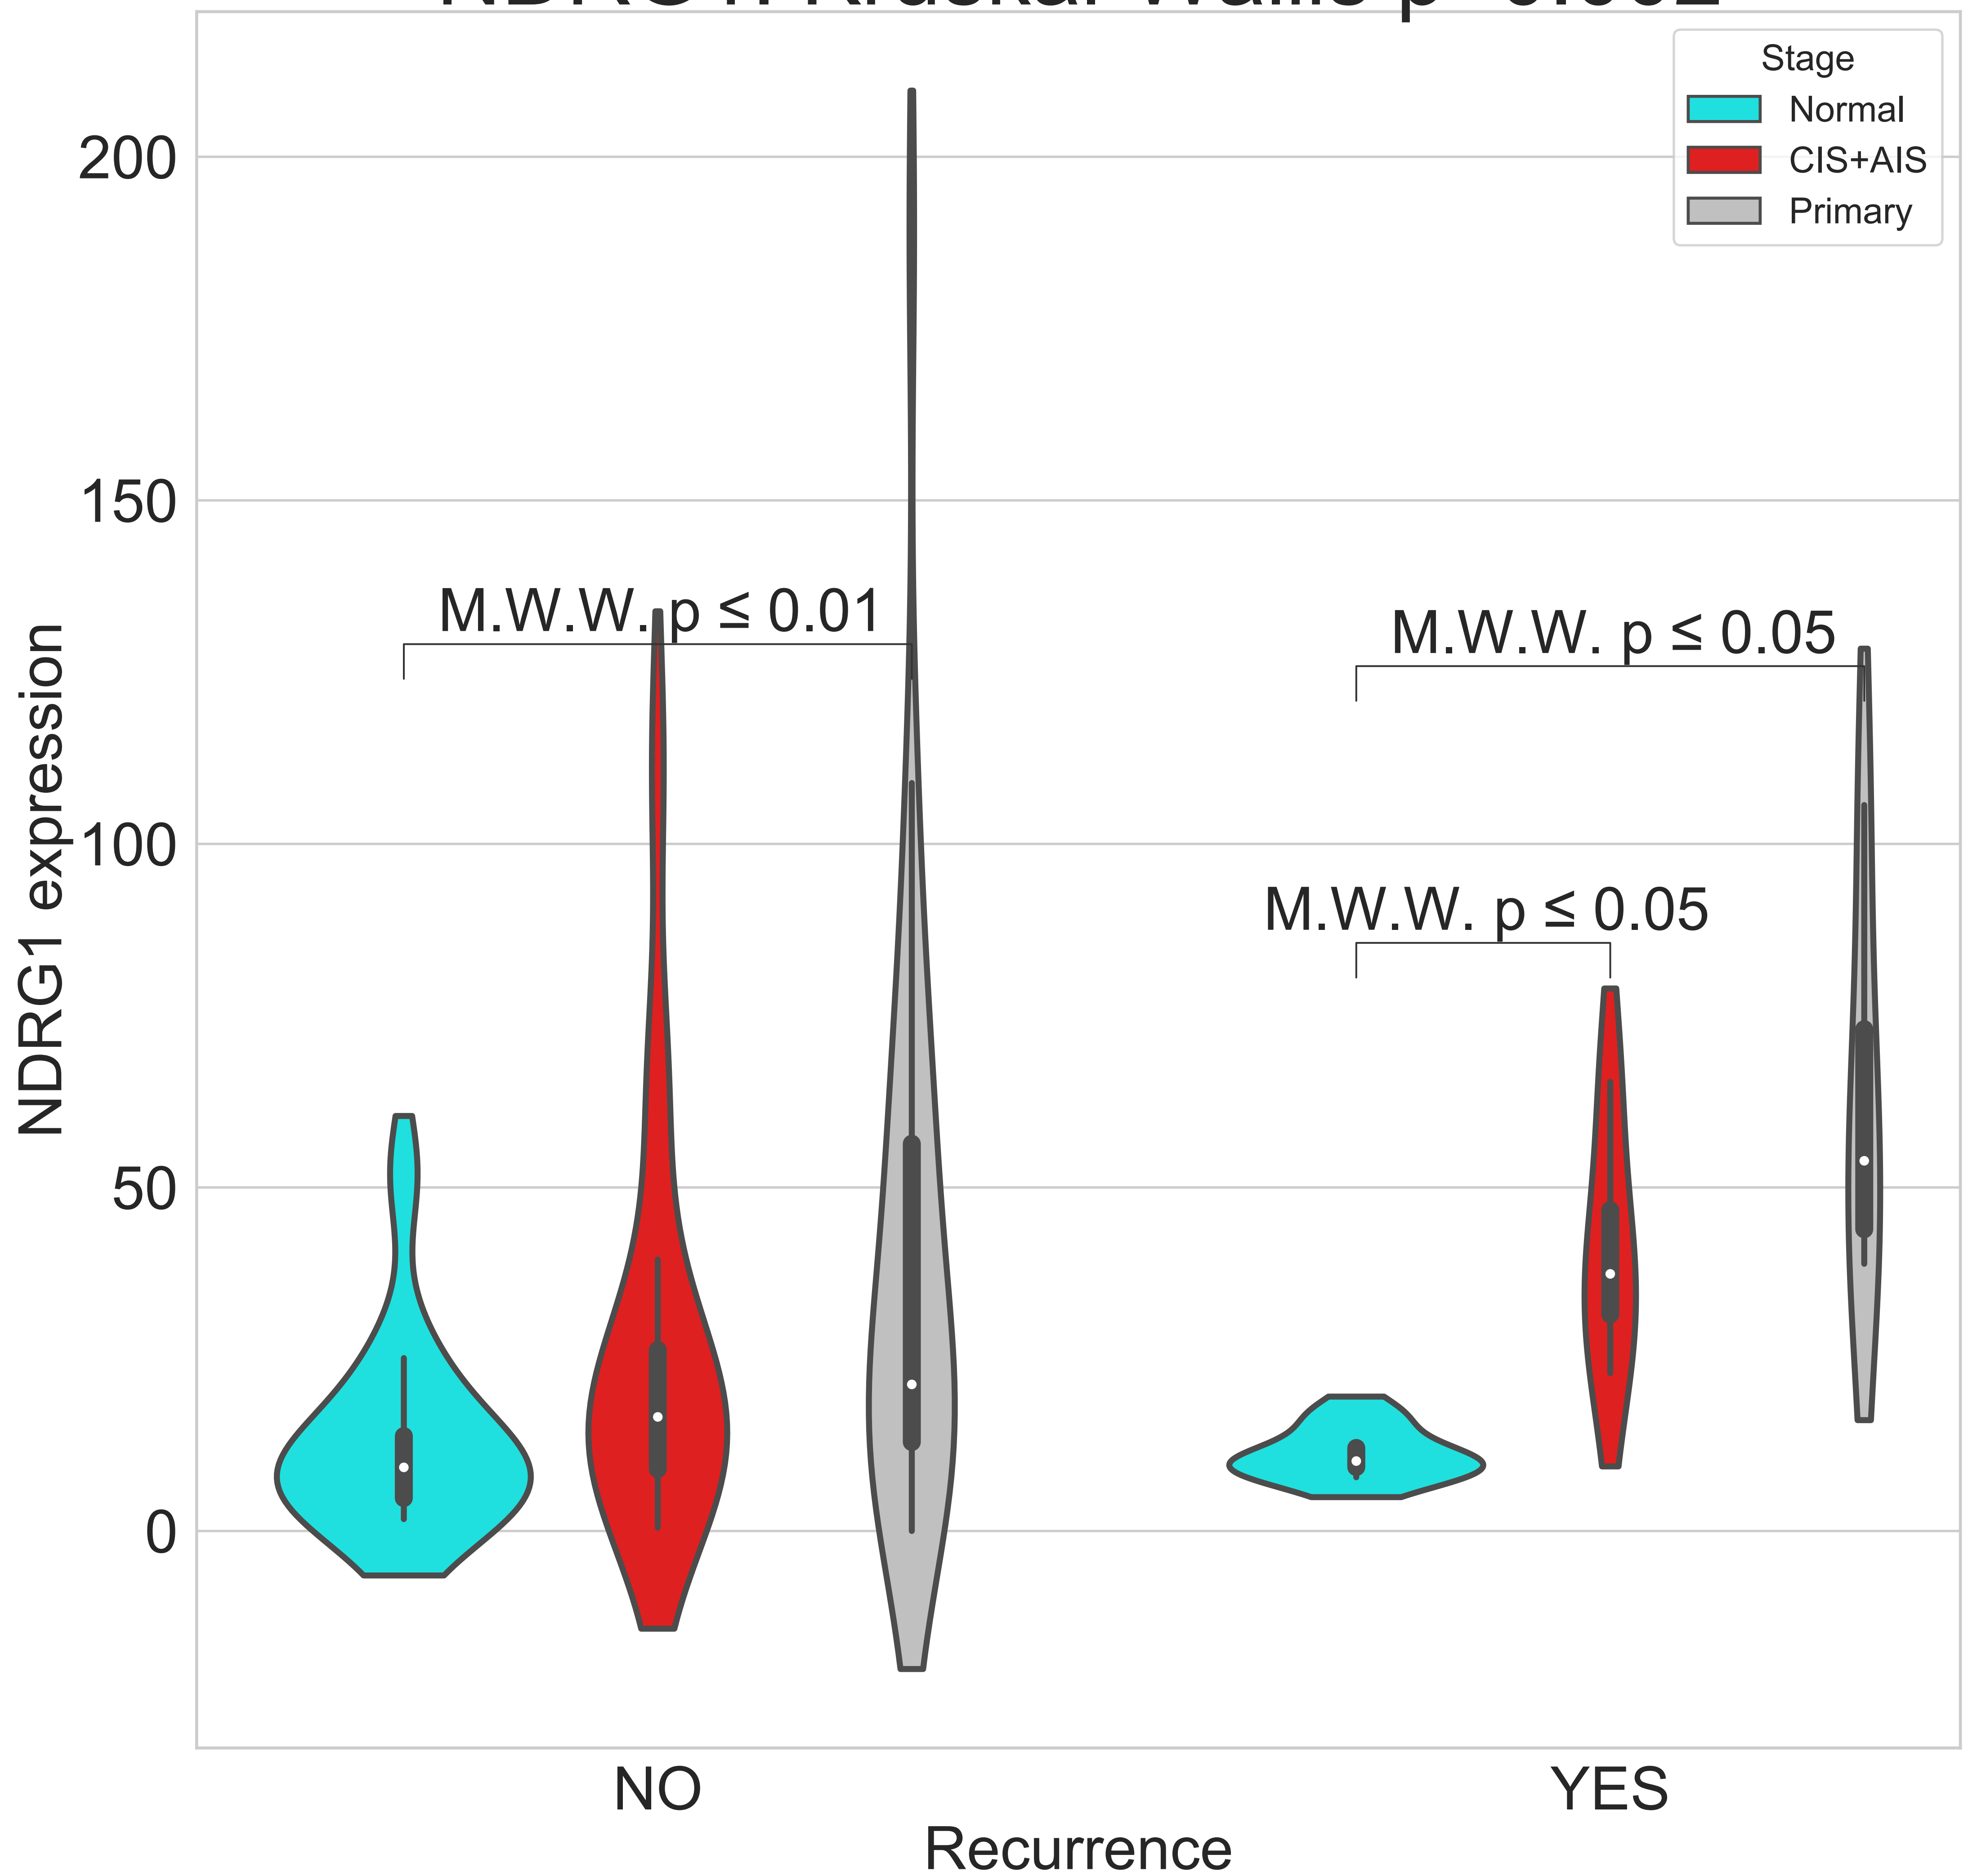 Stage
Normal
CIS+AIS
Primary
200
150
100
50
0
NDRG1 expression
M.W.W. p ≤ 0.01
M.W.W. p ≤ 0.05
M.W.W. p ≤ 0.05
NO
YES
Recurrence